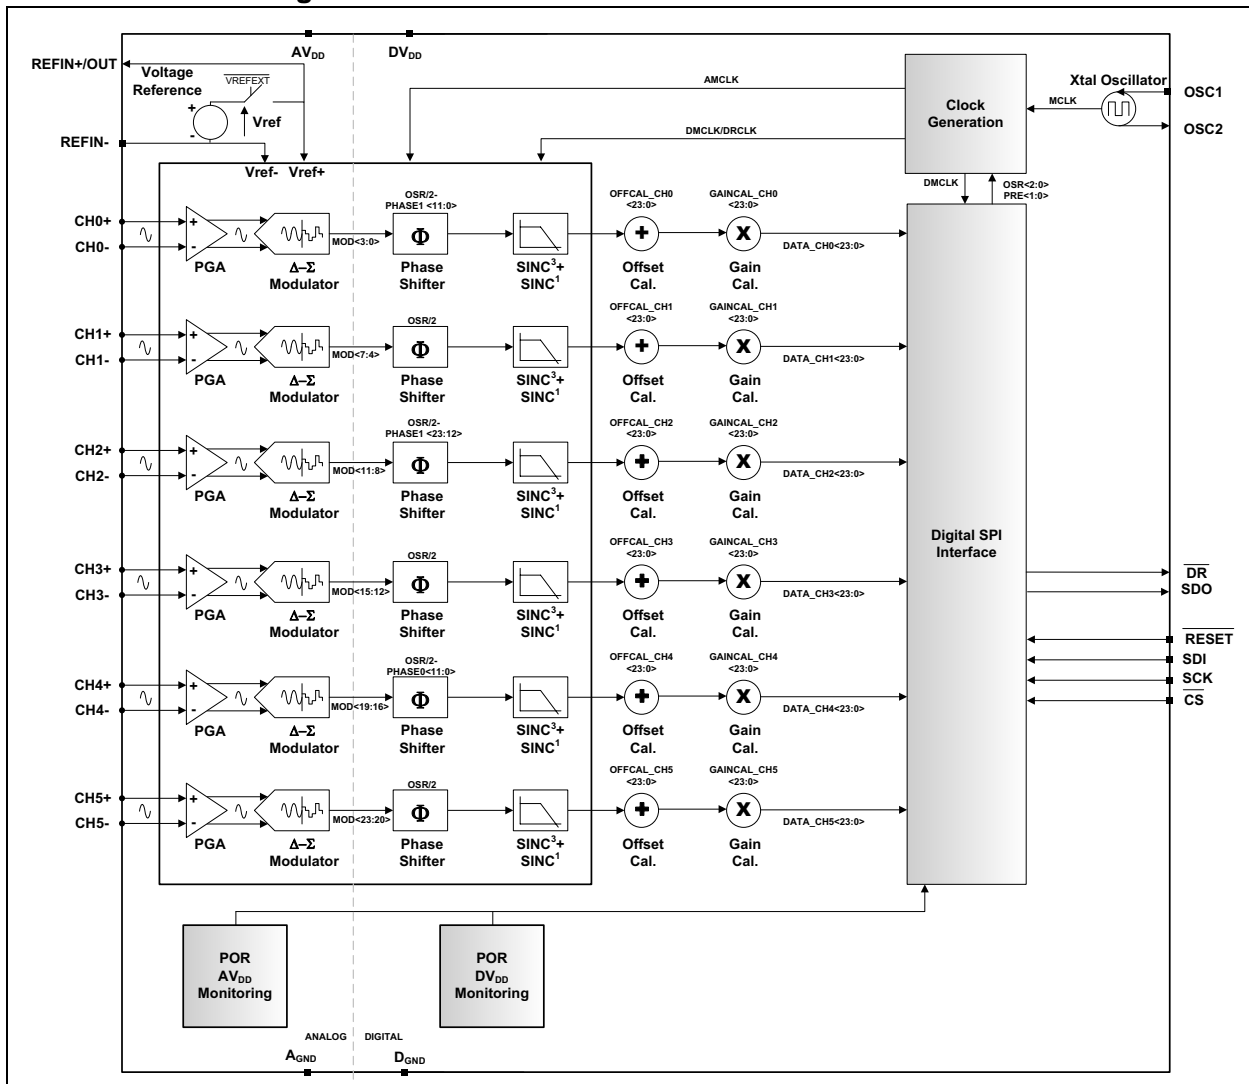 AVDD
DVDD
REFIN+/OUT
Voltage
Reference
VREFEXT
+
-
Vref
REFIN-
Vref- Vref+
AMCLK
DMCLK/DRCLK
Clock
Generation
MCLK
Xtal Oscillator
OSC1
OSC2
DMCLK
OSR<2:0>
PRE<1:0>
CH0+
CH0-
+
-
PGA
Δ–Σ
Modulator
MOD<3:0>
OSR/2-
PHASE1 <11:0>
Φ
Phase
Shifter
SINC3+
SINC1
OFFCAL_CH0
<23:0>
+
Offset
Cal.
GAINCAL_CH0
<23:0>
X
Gain
Cal.
DATA_CH0<23:0>
CH1+
CH1-
+
-
PGA
Δ–Σ
Modulator
MOD<7:4>
OSR/2
Φ
Phase
Shifter
SINC3+
SINC1
OFFCAL_CH1
<23:0>
+
Offset
Cal.
GAINCAL_CH1
<23:0>
X
Gain
Cal.
DATA_CH1<23:0>
CH2+
CH2-
+
-
PGA
Δ–Σ
Modulator
MOD<11:8>
OSR/2-
PHASE1 <23:12>
Φ
Phase
Shifter
SINC3+
SINC1
OFFCAL_CH2
<23:0>
+
Offset
Cal.
GAINCAL_CH2
<23:0>
X
Gain
Cal.
DATA_CH2<23:0>
CH3+
CH3-
+
-
PGA
Δ–Σ
Modulator
MOD<15:12>
OSR/2
Φ
Phase
Shifter
SINC3+
SINC1
OFFCAL_CH3
<23:0>
+
Offset
Cal.
GAINCAL_CH3
<23:0>
X
Gain
Cal.
DATA_CH3<23:0>
CH4+
CH4-
+
-
PGA
Δ–Σ
Modulator
MOD<19:16>
OSR/2-
PHASE0<11:0>
Φ
Phase
Shifter
SINC3+
SINC1
OFFCAL_CH4
<23:0>
+
Offset
Cal.
GAINCAL_CH4
<23:0>
X
Gain
Cal.
DATA_CH4<23:0>
CH5+
CH5-
+
-
PGA
Δ–Σ
Modulator
MOD<23:20>
OSR/2
Φ
Phase
Shifter
SINC3+
SINC1
OFFCAL_CH5
<23:0>
+
Offset
Cal.
GAINCAL_CH5
<23:0>
X
Gain
Cal.
DATA_CH5<23:0>
Digital SPI
Interface
DR
SDO
RESET
SDI
SCK
CS
POR
AVDD
Monitoring
POR
DVDD
Monitoring
ANALOG
DIGITAL
AGND
DGND